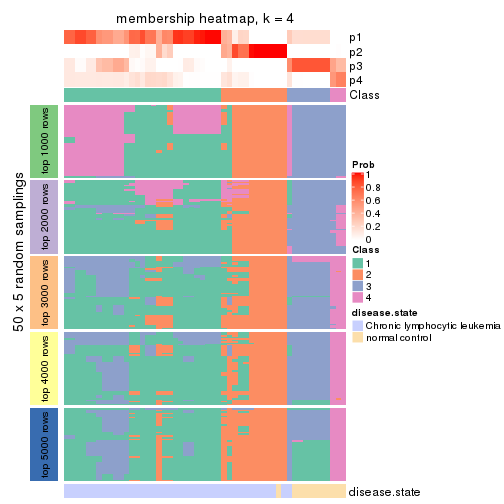 membership heatmap, k = 4
p1
p2
p3
p4
Class
50 x 5 random samplings
top 1000 rows
top 2000 rows
top 3000 rows
top 4000 rows
top 5000 rows
Prob
1
0.8
0.6
0.4
0.2
0
Class
1
2
3
4
disease.state
Chronic lymphocytic leukemia
normal control
disease.state